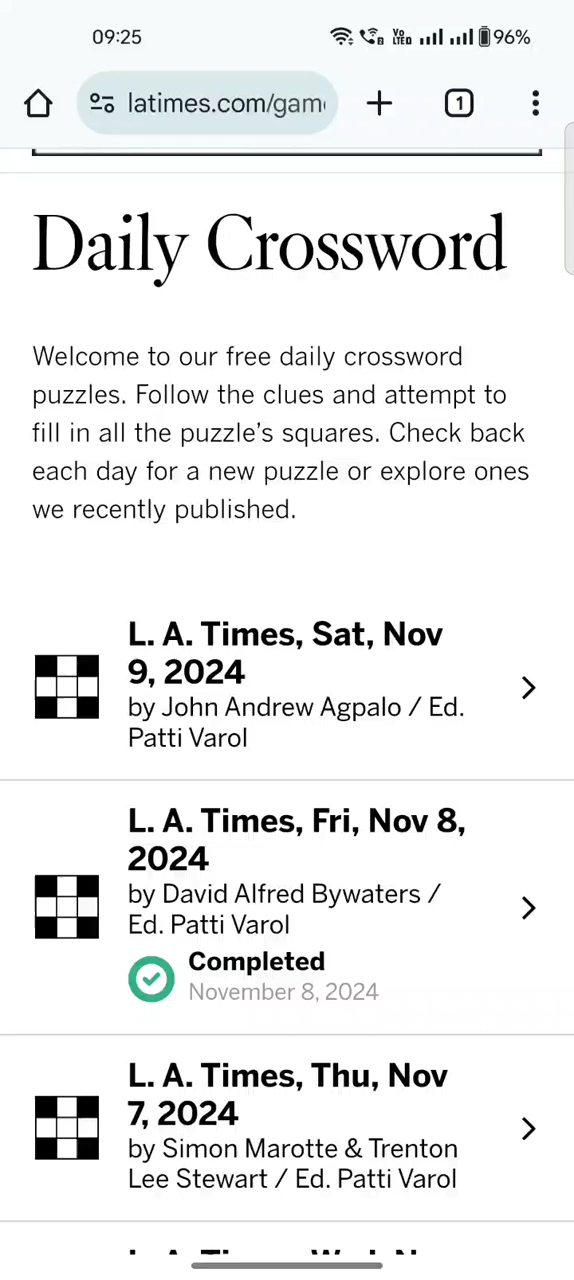 09:25
96%
latimes.com/gam
1
Daily Crossword
Welcome to our free daily crossword
puzzles. Follow the clues and attempt to
fill in all the puzzle’s squares. Check back
each day for a new puzzle or explore ones
we recently published.
L. A. Times, Sat, Nov
9, 2024
by John Andrew Agpalo / Ed.
Patti Varol
L. A. Times, Fri, Nov 8,
2024
by David Alfred Bywaters /
Ed. Patti Varol
Completed
November 8, 2024
L. A. Times, Thu, Nov
7, 2024
by Simon Marotte & Trenton
Lee Stewart / Ed. Patti Varol